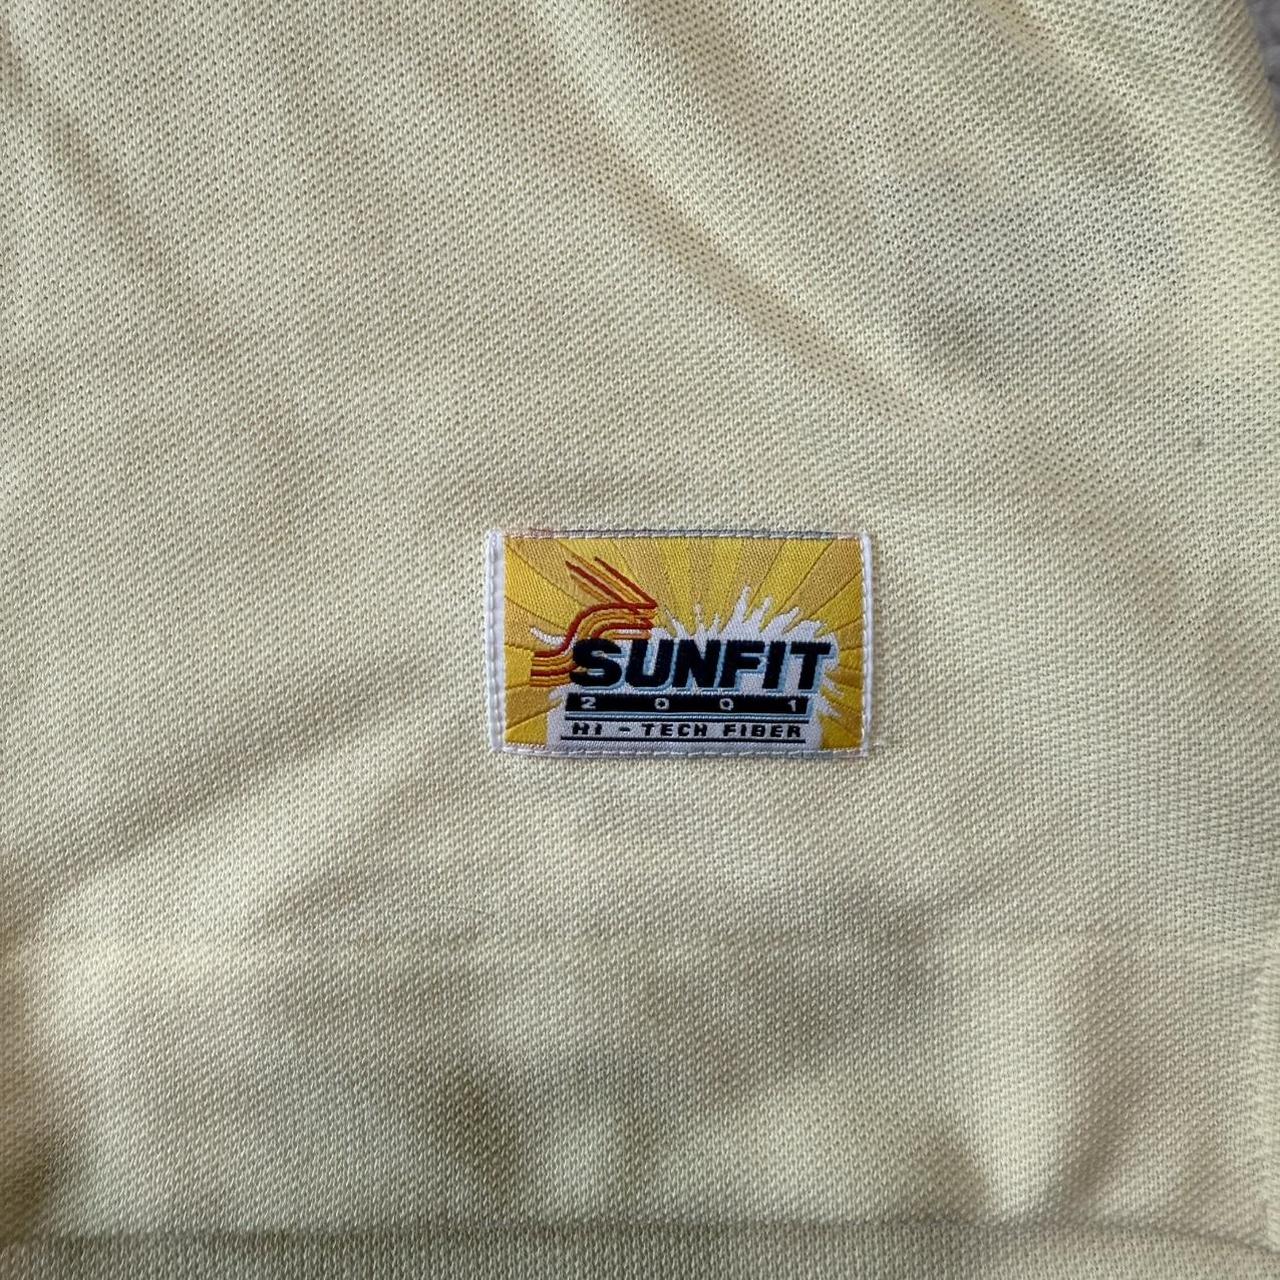 SUNFIT
2001
HI - TECH FIBER